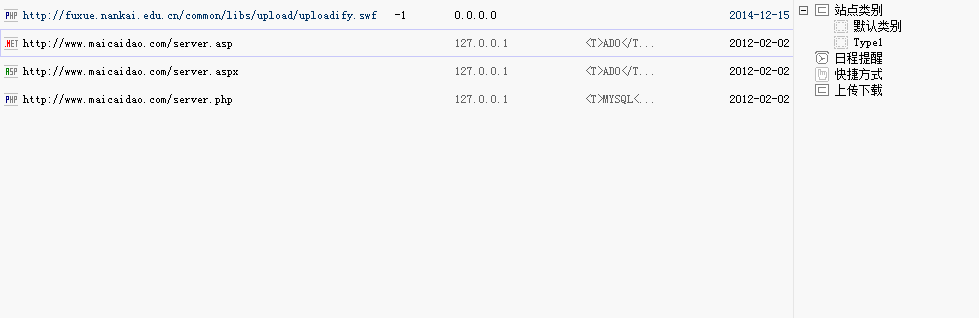 PHP http://fuxue.nankai.edu.cn/common/libs/upload/uploadify.swf -1 0.0.0.0 2014-12-15
.NET http://www.maicaidao.com/server.asp 127.0.0.1 <T>ADO</T... 2012-02-02
ASP http://www.maicaidao.com/server.aspx 127.0.0.1 <T>ADO</T... 2012-02-02
PHP http://www.maicaidao.com/server.php 127.0.0.1 <T>MYSQL<... 2012-02-02
站点类别
默认类别
Type1
日程提醒
快捷方式
上传下载